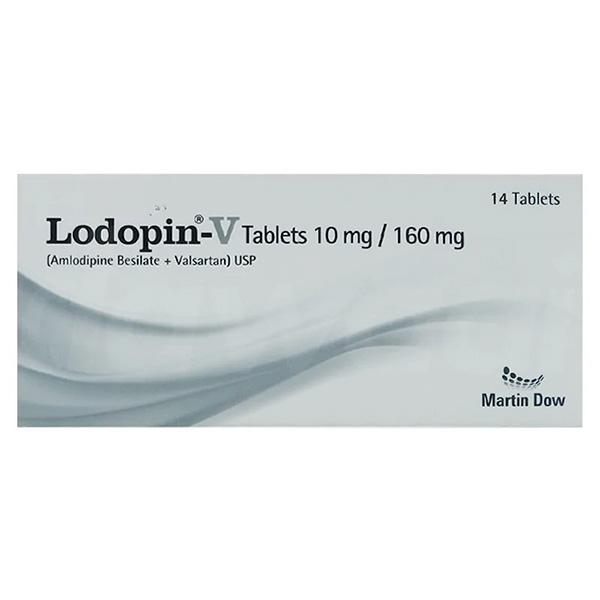 14 Tablets
Lodopin®-V Tablets 10 mg / 160 mg
(Amlodipine Besilate + Valsartan) USP
Martin Dow